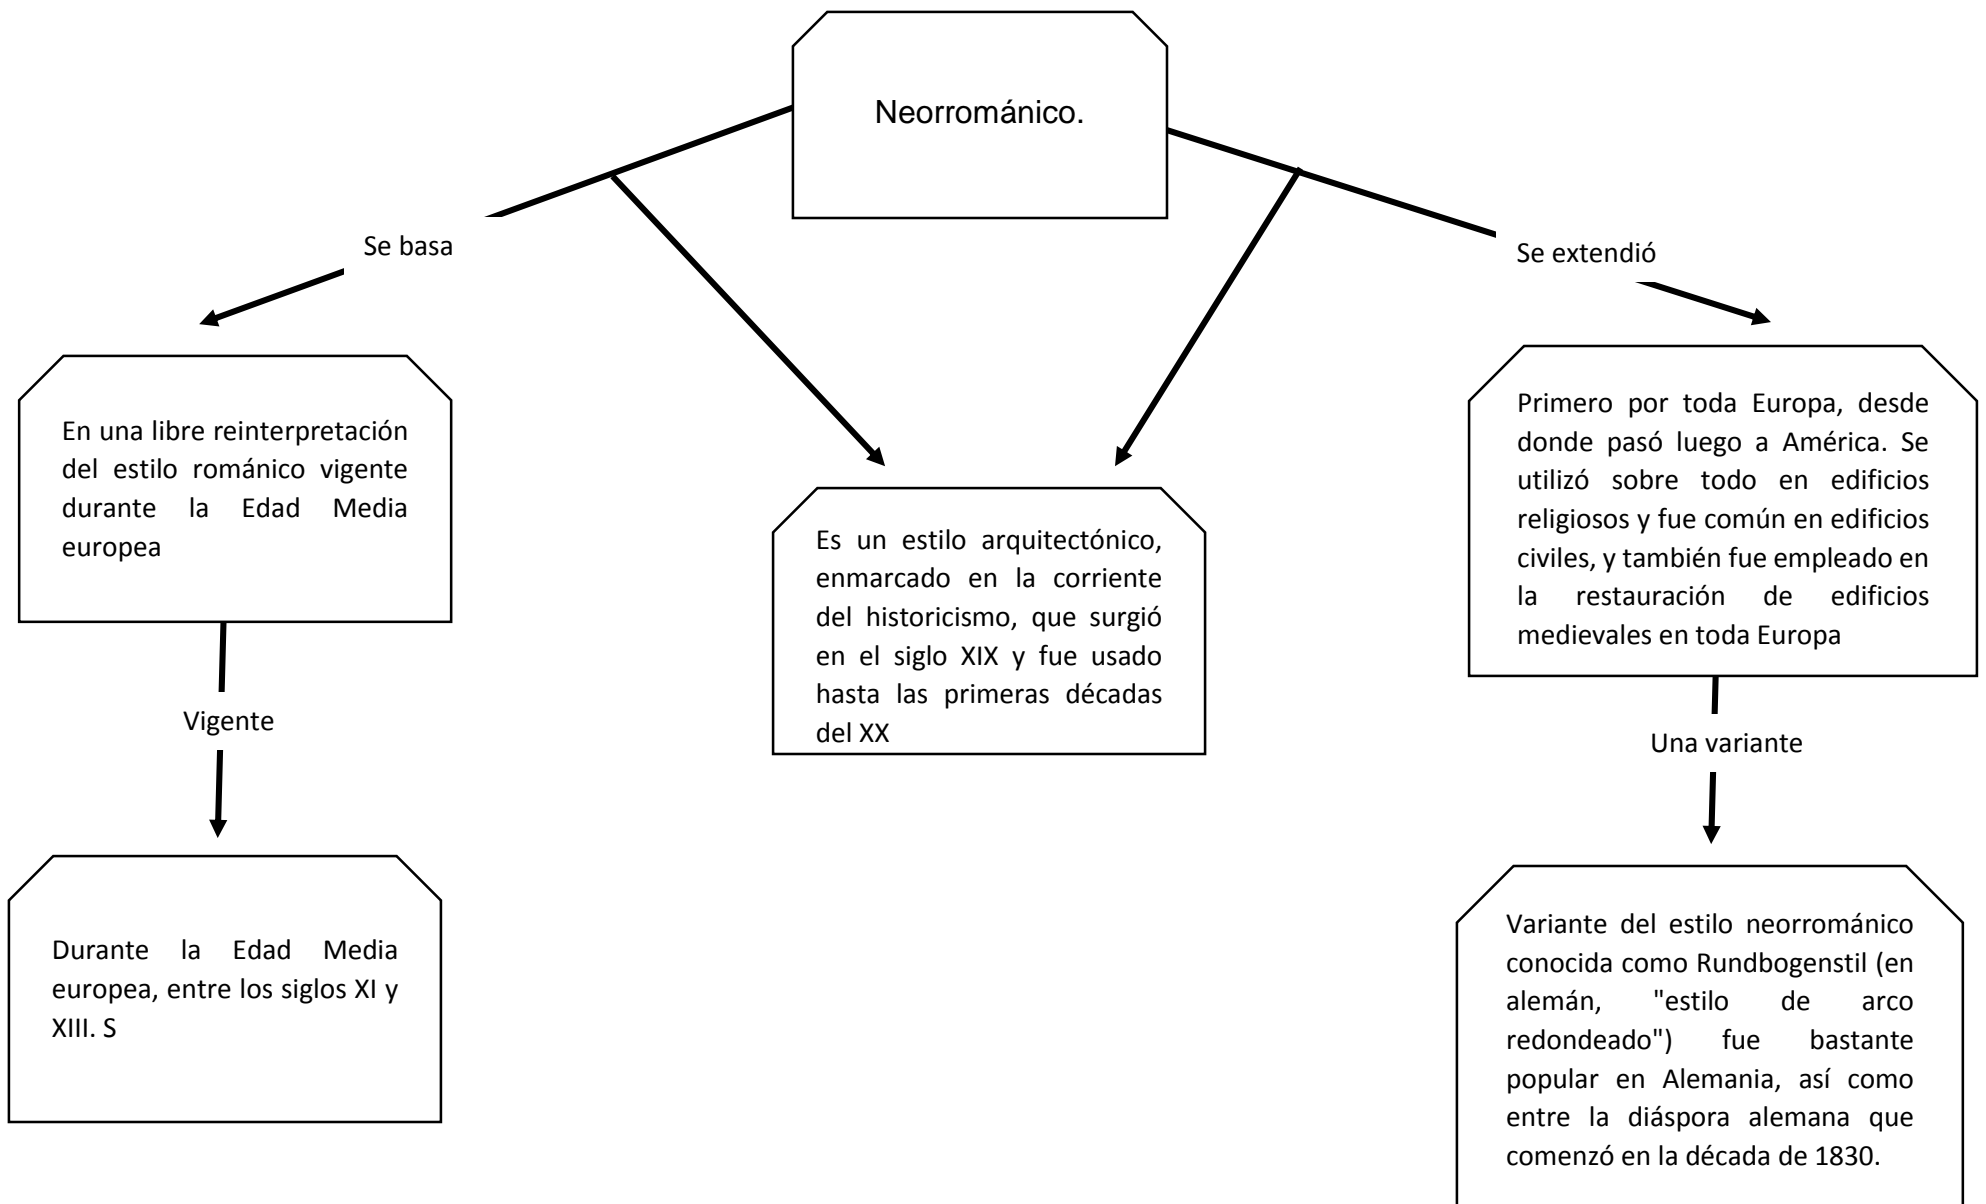 Neorrománico.
Se basa
Se extendió
En una libre reinterpretación
del estilo románico vigente
durante la Edad Media
europea
Es un estilo arquitectónico,
enmarcado en la corriente
del historicismo, que surgió
en el siglo XIX y fue usado
hasta las primeras décadas
del XX
Primero por toda Europa, desde
donde pasó luego a América. Se
utilizó sobre todo en edificios
religiosos y fue común en edificios
civiles, y también fue empleado en
la restauración de edificios
medievales en toda Europa
Vigente
Una variante
Durante la Edad Media
europea, entre los siglos XI y
XIII. S
Variante del estilo neorrománico
conocida como Rundbogenstil (en
alemán, "estilo de arco
redondeado") fue bastante
popular en Alemania, así como
entre la diáspora alemana que
comenzó en la década de 1830.